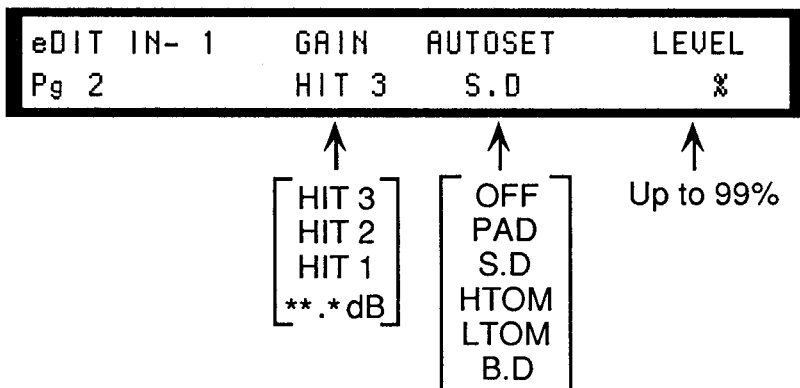 eDIT IN- 1 GAIN AUTOSET LEVEL
Pg 2 HIT 3 S.D %
HIT 3 OFF Up to 99%
HIT 2 PAD
HIT 1 S.D
**.*dB HTOM
LTOM
B.D